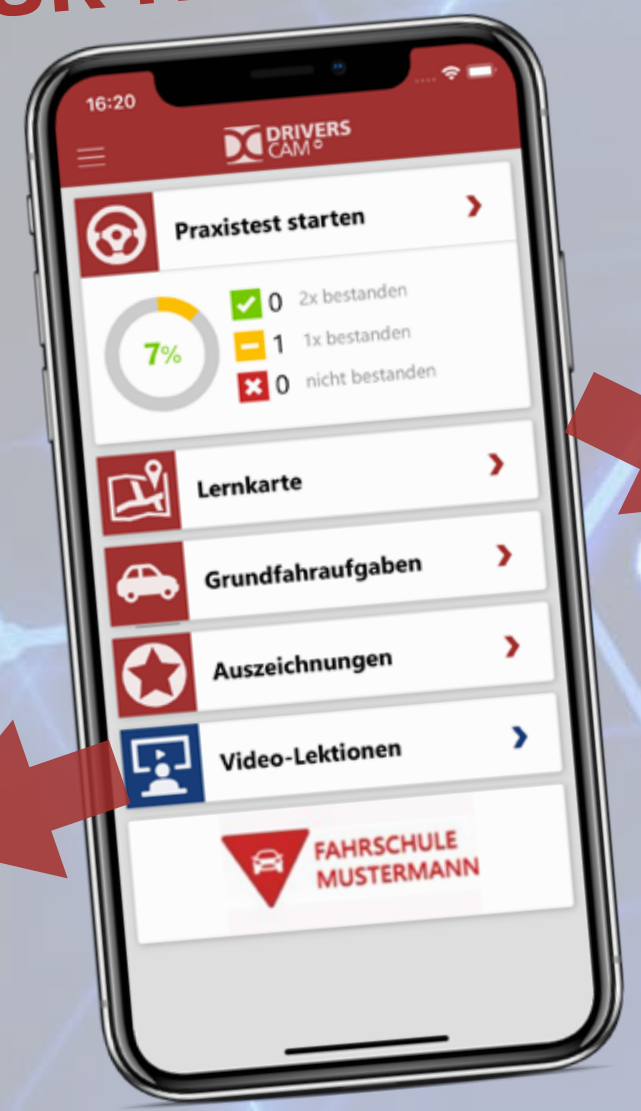 16:20
DRIVERS
CAM
Praxistest starten
7%
0 2x bestanden
1 1x bestanden
0 nicht bestanden
Lernkarte
Grundfahraufgaben
Auszeichnungen
Video-Lektionen
FAHRSCHULE
MUSTERMANN